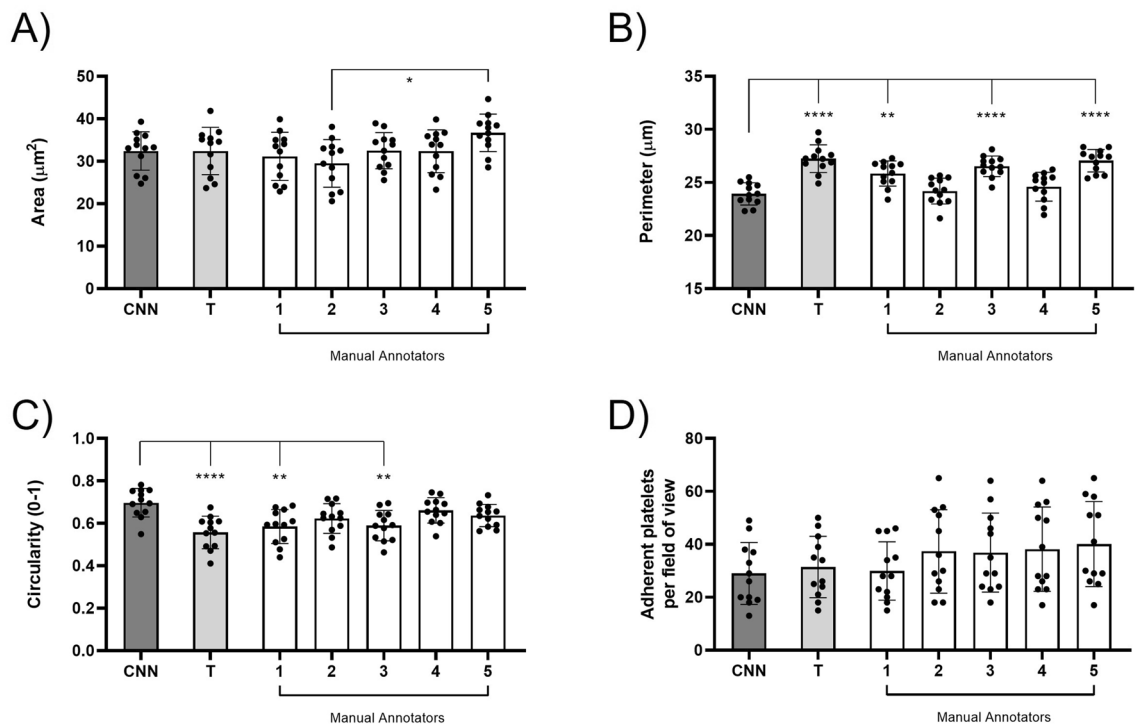 A)
Area (μm²)
50
40
30
20
10
0
*
CNN T 1 2 3 4 5
Manual Annotators
B)
Perimeter (μm)
35
30
25
20
15
**** ** **** ****
CNN T 1 2 3 4 5
Manual Annotators
C)
Circularity (0-1)
1.0
0.8
0.6
0.4
0.2
0.0
**** ** **
CNN T 1 2 3 4 5
Manual Annotators
D)
Adherent platelets
per field of view
80
60
40
20
0
CNN T 1 2 3 4 5
Manual Annotators